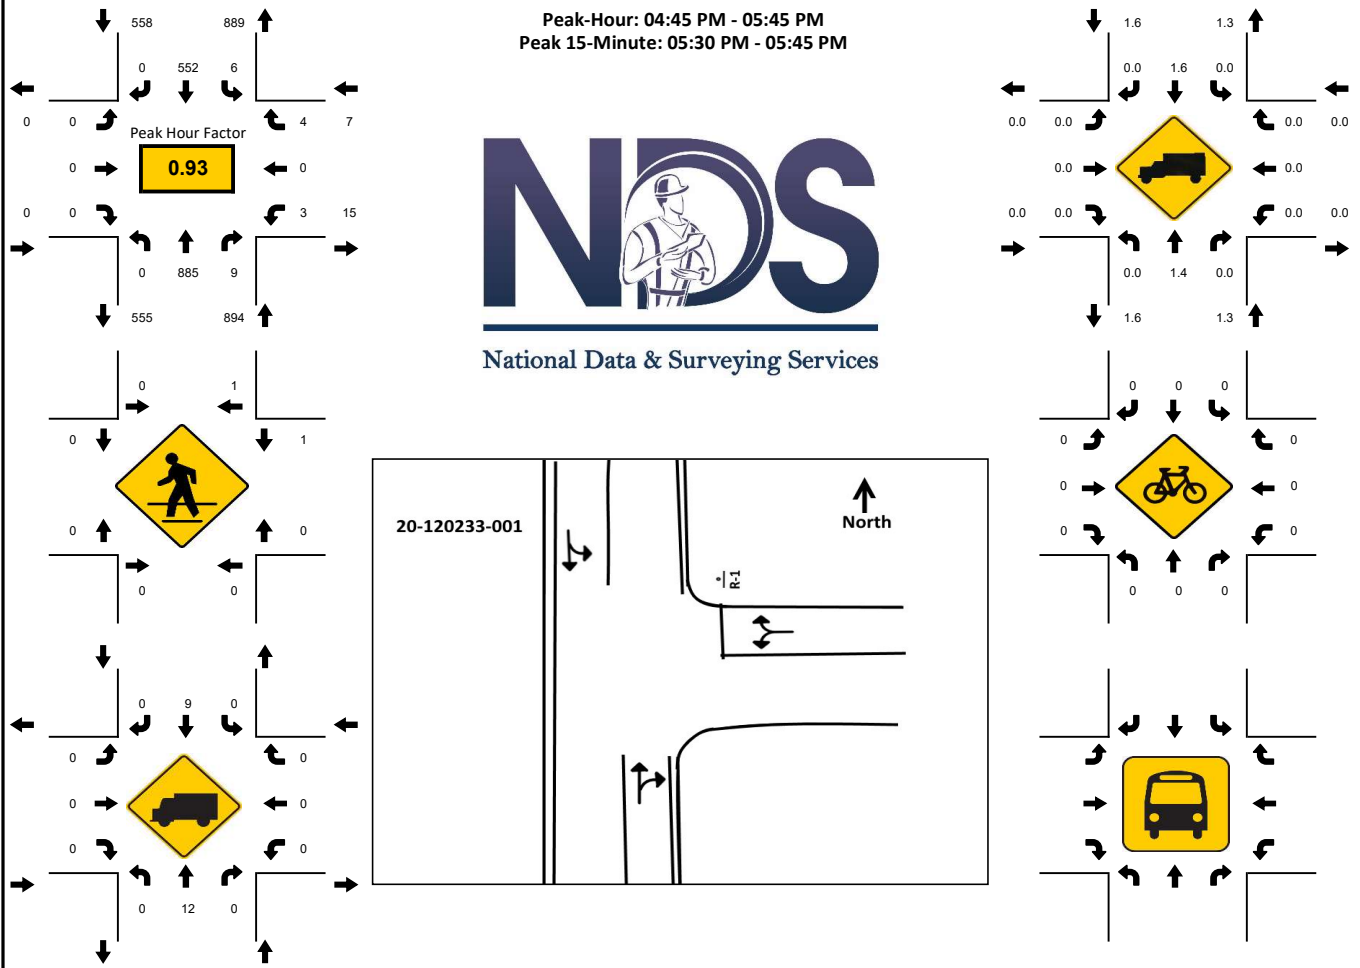 Peak-Hour: 04:45 PM - 05:45 PM
Peak 15-Minute: 05:30 PM - 05:45 PM
558 889
0 552 6
0 0 4 7
Peak Hour Factor
0 0.93 0
0 0 3 15
0 885 9
555 894
1.6 1.3
0.0 1.6 0.0
0.0 0.0 0.0 0.0
0.0 0.0
0.0 0.0 0.0 0.0
0.0 1.4 0.0
1.6 1.3
NDS
National Data & Surveying Services
0 1
0 1
0 0
0 0
0 0 0
0 0
0 0
0 0
0 0 0
20-120233-001
North
R-1
0 9 0
0 0
0 0
0 0
0 12 0